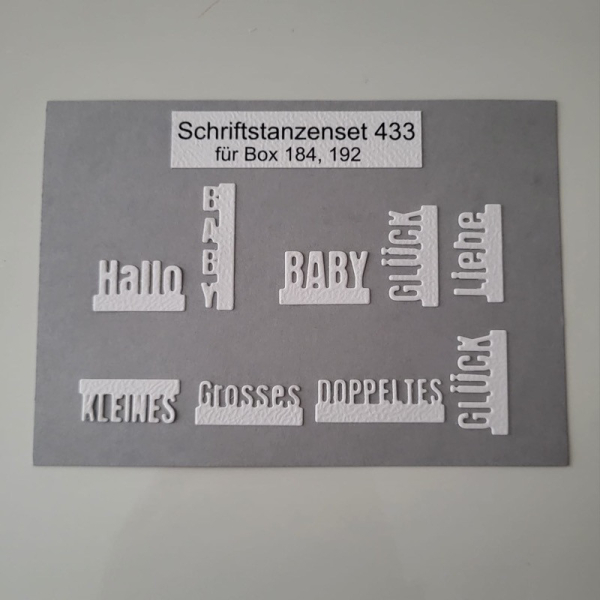 Schriftstanzenset 433
für Box 184, 192
Hallo
BABY
BABY
GLÜCK
Liebe
KLEINES
Grosses
DOPPELTES
GLÜCK